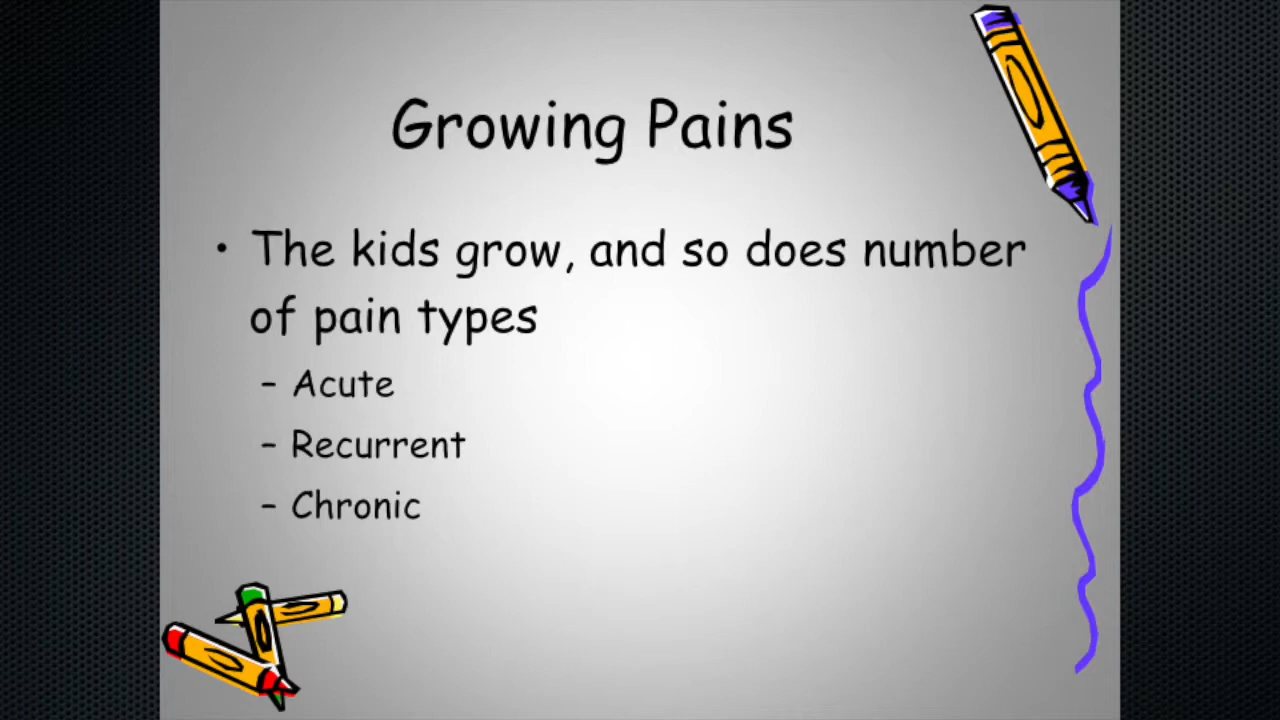 Growing Pains
• The kids grow, and so does number
of pain types
– Acute
– Recurrent
– Chronic